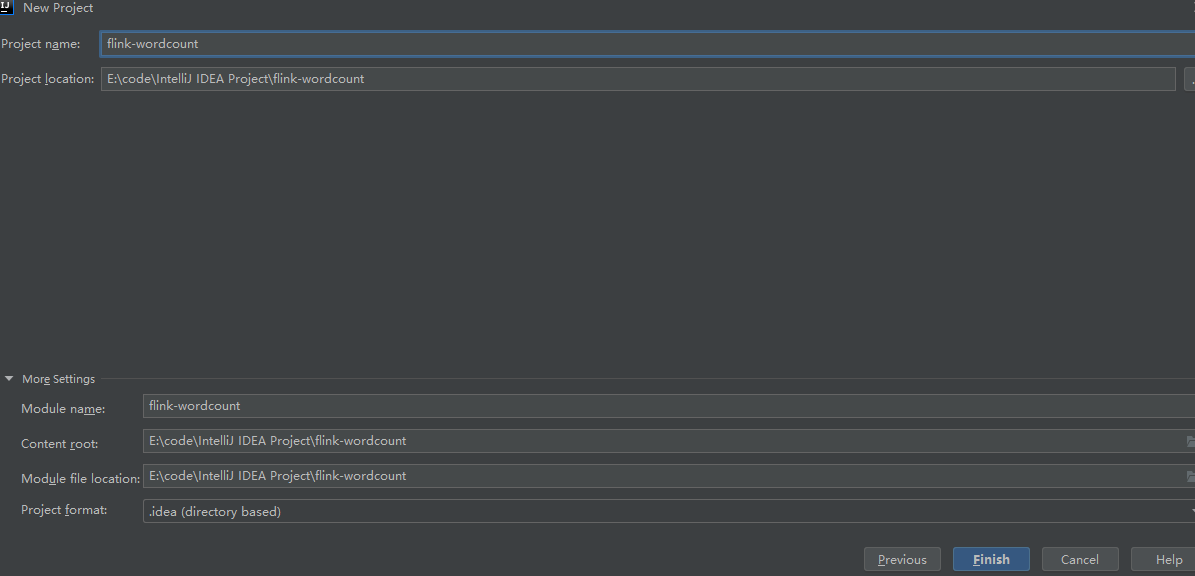 IJ
New Project
Project name: flink-wordcount
Project location: E:\code\IntelliJ IDEA Project\flink-wordcount
More Settings
Module name: flink-wordcount
Content root: E:\code\IntelliJ IDEA Project\flink-wordcount
Module file location: E:\code\IntelliJ IDEA Project\flink-wordcount
Project format: .idea (directory based)
Previous Finish Cancel Help